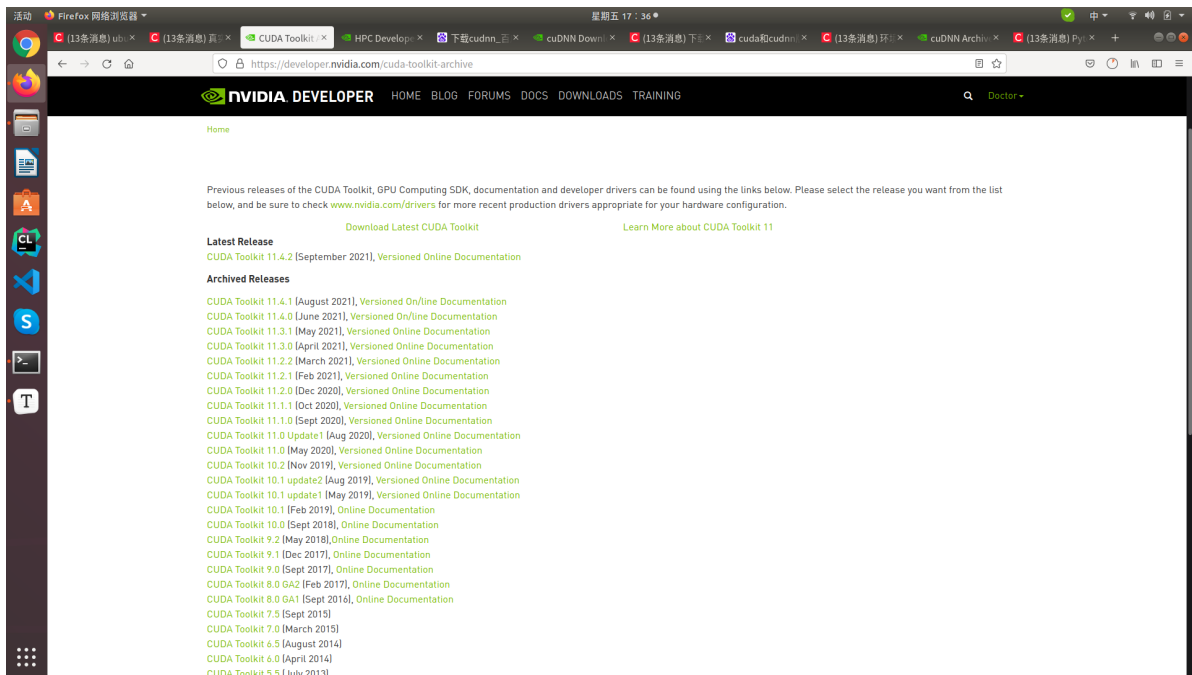 活动 Firefox 网络浏览器 星期五 17：36 中
(13条消息) ub (13条消息) 真 CUDA Toolkit A HPC Develope 下载cudnn_百 cuDNN Downl (13条消息) 下 cuda和cudnn (13条消息) 环 cuDNN Archiv (13条消息) Pyt
https://developer.nvidia.com/cuda-toolkit-archive
NVIDIA. DEVELOPER HOME BLOG FORUMS DOCS DOWNLOADS TRAINING Doctor
Home
Previous releases of the CUDA Toolkit, GPU Computing SDK, documentation and developer drivers can be found using the links below. Please select the release you want from the list
below, and be sure to check www.nvidia.com/drivers for more recent production drivers appropriate for your hardware configuration.
Download Latest CUDA Toolkit Learn More about CUDA Toolkit 11
Latest Release
CUDA Toolkit 11.4.2 (September 2021), Versioned Online Documentation
Archived Releases
CUDA Toolkit 11.4.1 (August 2021), Versioned On/line Documentation
CUDA Toolkit 11.4.0 (June 2021), Versioned On/line Documentation
CUDA Toolkit 11.3.1 (May 2021), Versioned Online Documentation
CUDA Toolkit 11.3.0 (April 2021), Versioned Online Documentation
CUDA Toolkit 11.2.2 (March 2021), Versioned Online Documentation
CUDA Toolkit 11.2.1 (Feb 2021), Versioned Online Documentation
CUDA Toolkit 11.2.0 (Dec 2020), Versioned Online Documentation
CUDA Toolkit 11.1.1 (Oct 2020), Versioned Online Documentation
CUDA Toolkit 11.1.0 (Sept 2020), Versioned Online Documentation
CUDA Toolkit 11.0 Update1 (Aug 2020), Versioned Online Documentation
CUDA Toolkit 11.0 (May 2020), Versioned Online Documentation
CUDA Toolkit 10.2 (Nov 2019), Versioned Online Documentation
CUDA Toolkit 10.1 update2 (Aug 2019), Versioned Online Documentation
CUDA Toolkit 10.1 update1 (May 2019), Versioned Online Documentation
CUDA Toolkit 10.1 (Feb 2019), Online Documentation
CUDA Toolkit 10.0 (Sept 2018), Online Documentation
CUDA Toolkit 9.2 (May 2018),Online Documentation
CUDA Toolkit 9.1 (Dec 2017), Online Documentation
CUDA Toolkit 9.0 (Sept 2017), Online Documentation
CUDA Toolkit 8.0 GA2 (Feb 2017), Online Documentation
CUDA Toolkit 8.0 GA1 (Sept 2016), Online Documentation
CUDA Toolkit 7.5 (Sept 2015)
CUDA Toolkit 7.0 (March 2015)
CUDA Toolkit 6.5 (August 2014)
CUDA Toolkit 6.0 (April 2014)
CUDA Toolkit 5.5 (July 2013)